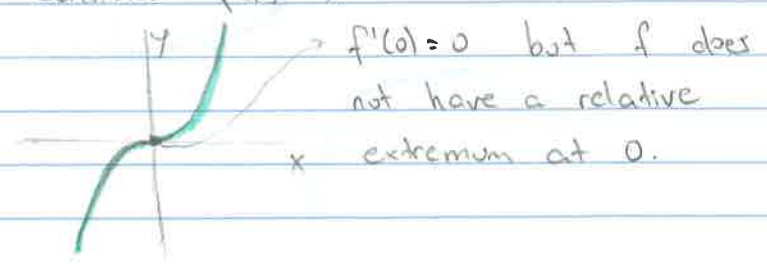 y
f'(0) = 0 but f does
not have a relative
x extremum at 0.